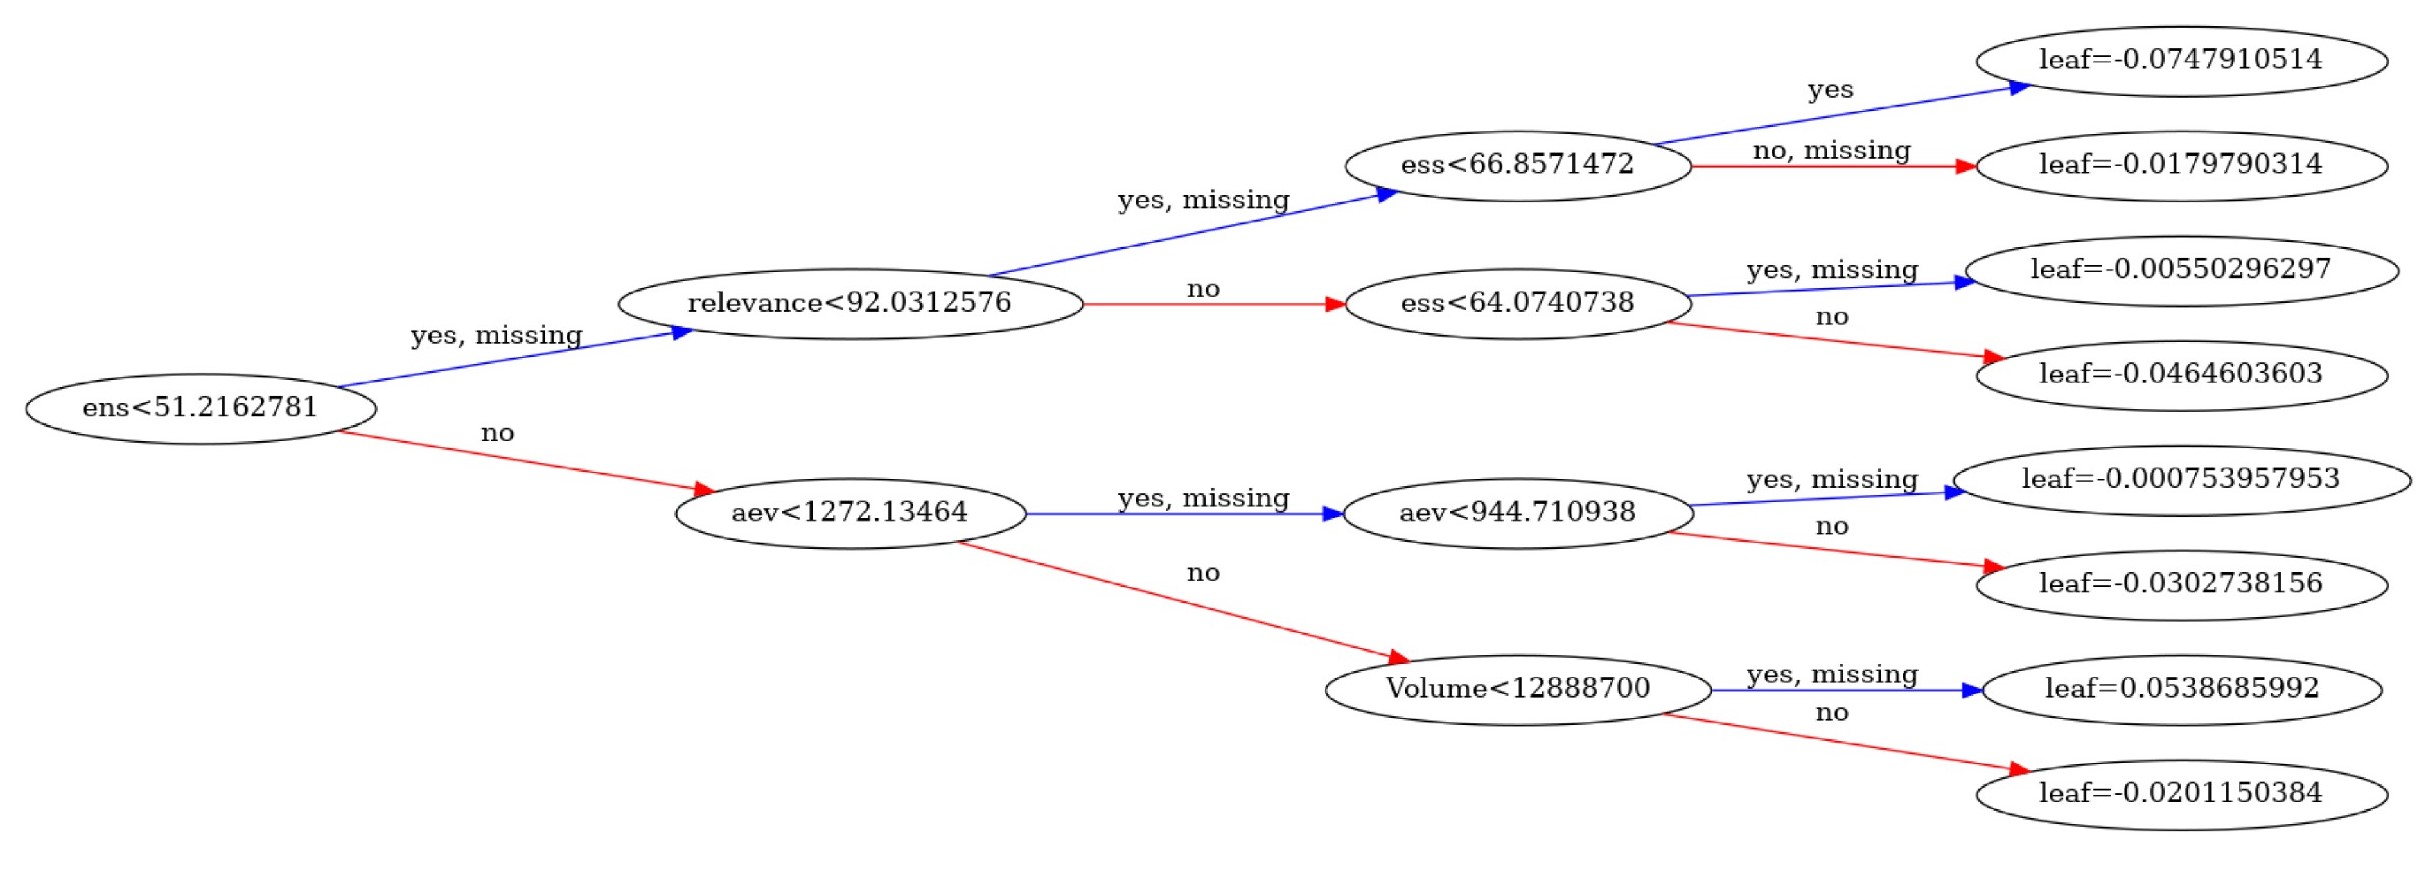 leaf=-0.0747910514
yes
ess<66.8571472
no, missing
leaf=-0.0179790314
yes, missing
relevance<92.0312576
no
ess<64.0740738
yes, missing
leaf=-0.00550296297
no
leaf=-0.0464603603
yes, missing
ens<51.2162781
no
aev<1272.13464
yes, missing
aev<944.710938
yes, missing
leaf=-0.000753957953
no
leaf=-0.0302738156
no
Volume<12888700
yes, missing
leaf=0.0538685992
no
leaf=-0.0201150384